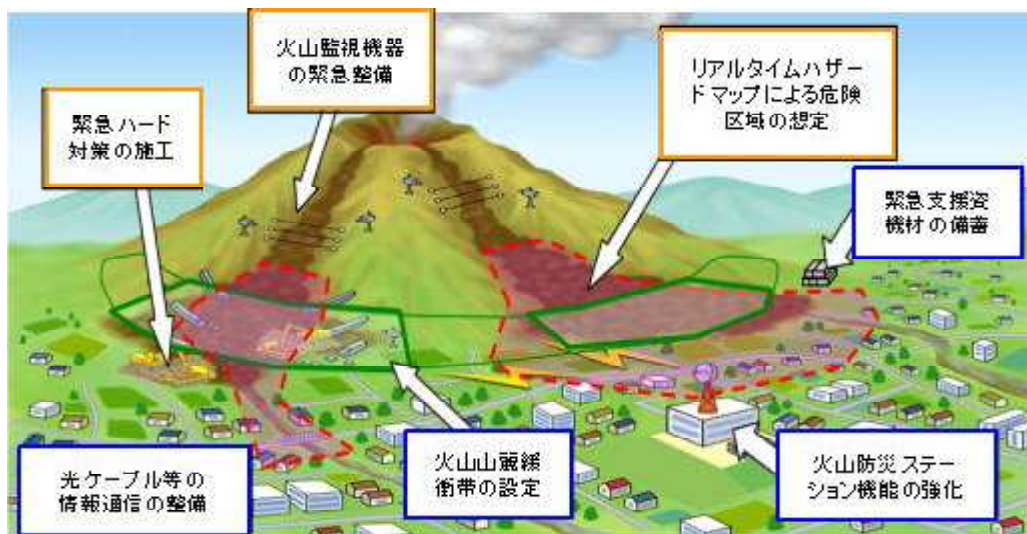 火山監視機器
の緊急整備
リアルタイムハザー
ドマップによる危険
区域の想定
緊急ハード
対策の施工
緊急支援資
機材の備蓄
光ケーブル等の
情報通信の整備
火山山麓緩
衝帯の設定
火山防災ステー
ション機能の強化